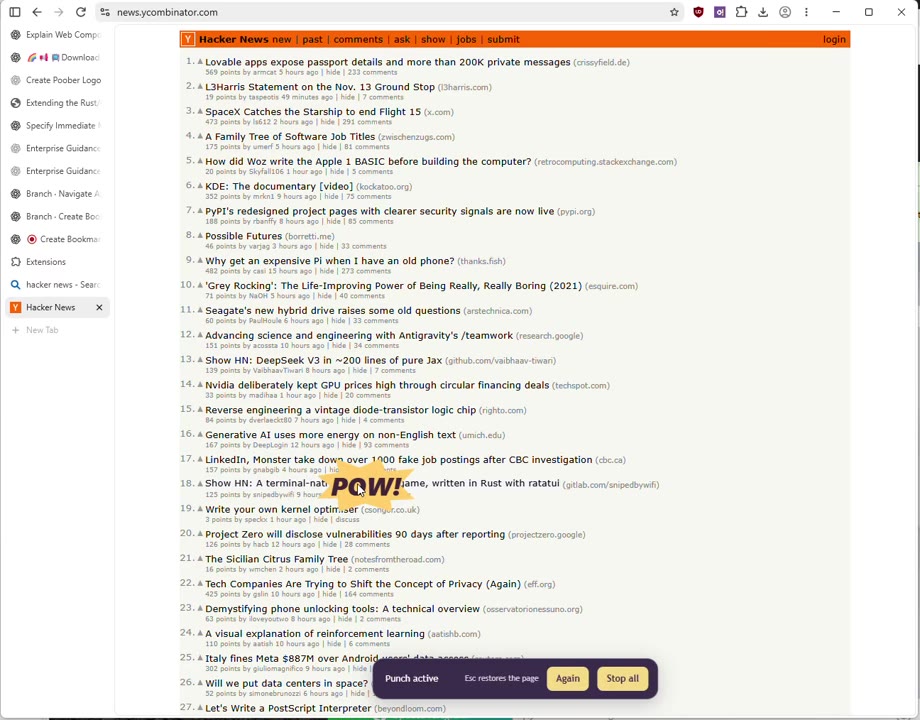 news.ycombinator.com
Explain Web Compo
Download
Create Poober Logo
Extending the Rust/
Specify Immediate N
Enterprise Guidance
Enterprise Guidance
Branch - Navigate A
Branch - Create Boo
Create Bookmar
Extensions
hacker news - Searc
Hacker News
New Tab
Y Hacker News new | past | comments | ask | show | jobs | submit login
1. Lovable apps expose passport details and more than 200K private messages (crissyfield.de)
569 points by armcat 5 hours ago | hide | 233 comments
2. L3Harris Statement on the Nov. 13 Ground Stop (l3harris.com)
19 points by taspeotis 49 minutes ago | hide | 7 comments
3. SpaceX Catches the Starship to end Flight 15 (x.com)
473 points by ls612 2 hours ago | hide | 291 comments
4. A Family Tree of Software Job Titles (zwischenzugs.com)
175 points by umerf 5 hours ago | hide | 81 comments
5. How did Woz write the Apple 1 BASIC before building the computer? (retrocomputing.stackexchange.com)
20 points by Skyfall106 1 hour ago | hide | 5 comments
6. KDE: The documentary [video] (kockatoo.org)
352 points by mrkn1 9 hours ago | hide | 75 comments
7. PyPI's redesigned project pages with clearer security signals are now live (pypi.org)
188 points by rbanffy 8 hours ago | hide | 85 comments
8. Possible Futures (borretti.me)
46 points by varjag 3 hours ago | hide | 33 comments
9. Why get an expensive Pi when I have an old phone? (thanks.fish)
482 points by casi 15 hours ago | hide | 273 comments
10. 'Grey Rocking': The Life-Improving Power of Being Really, Really Boring (2021) (esquire.com)
71 points by NaOH 5 hours ago | hide | 40 comments
11. Seagate's new hybrid drive raises some old questions (arstechnica.com)
60 points by PaulHoule 6 hours ago | hide | 33 comments
12. Advancing science and engineering with Antigravity's /teamwork (research.google)
151 points by acossta 10 hours ago | hide | 34 comments
13. Show HN: DeepSeek V3 in ~200 lines of pure Jax (github.com/vaibhaav-tiwari)
139 points by VaibhaavTiwari 8 hours ago | hide | 7 comments
14. Nvidia deliberately kept GPU prices high through circular financing deals (techspot.com)
33 points by madihaa 1 hour ago | hide | 20 comments
15. Reverse engineering a vintage diode-transistor logic chip (righto.com)
84 points by dverlaeckt80 7 hours ago | hide | 4 comments
16. Generative AI uses more energy on non-English text (umich.edu)
167 points by DeepLogin 12 hours ago | hide | 93 comments
17. LinkedIn, Monster take down over 1000 fake job postings after CBC investigation (cbc.ca)
157 points by gnabgib 4 hours ago | hide
18. Show HN: A terminal-nat ame, written in Rust with ratatui (gitlab.com/snipedbywifi)
POW!
125 points by snipedbywifi 9 hours
19. Write your own kernel optimiser (csongor.co.uk)
3 points by speckx 1 hour ago | hide | discuss
20. Project Zero will disclose vulnerabilities 90 days after reporting (projectzero.google)
126 points by hacb 12 hours ago | hide | 28 comments
21. The Sicilian Citrus Family Tree (notesfromtheroad.com)
16 points by wmchen 2 hours ago | hide | 2 comments
22. Tech Companies Are Trying to Shift the Concept of Privacy (Again) (eff.org)
425 points by gslin 10 hours ago | hide | 164 comments
23. Demystifying phone unlocking tools: A technical overview (osservatorionessuno.org)
63 points by iloveyoutwo 8 hours ago | hide | 2 comments
24. A visual explanation of reinforcement learning (aatishb.com)
110 points by aatish 10 hours ago | hide | 6 comments
25. Italy fines Meta $887M over Android users' data access
302 points by giuliomagnifico 9 hours ago | hide
26. Will we put data centers in space?
52 points by simonebrunozzi 6 hours ago | hide
27. Let's Write a PostScript Interpreter (beyondloom.com)
Punch active Esc restores the page Again Stop all